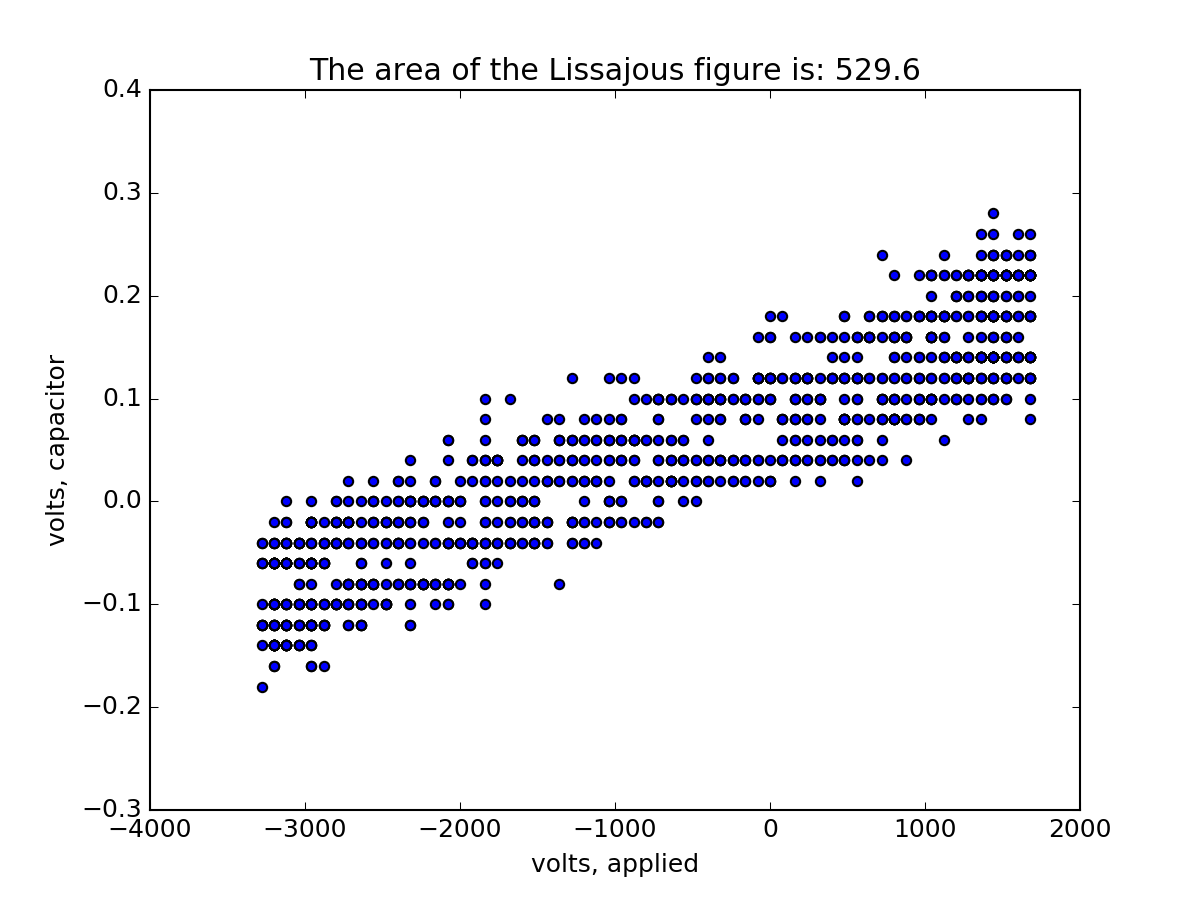 The area of the Lissajous figure is: 529.6
0.4
0.3
0.2
0.1
0.0
−0.1
−0.2
−0.3
volts, capacitor
−4000 −3000 −2000 −1000 0 1000 2000
volts, applied